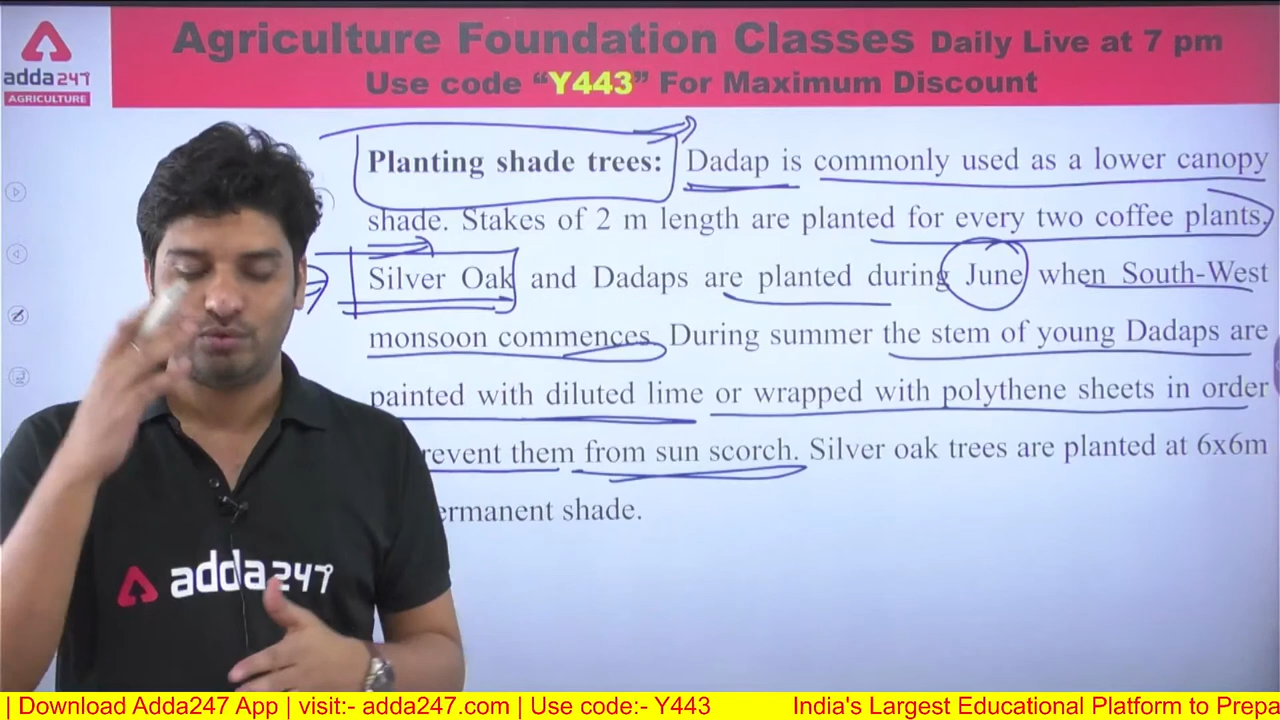 Agriculture Foundation Classes Daily Live at 7 pm
Use code “Y443” For Maximum Discount
adda247
AGRICULTURE
Planting shade trees: Dadap is commonly used as a lower canopy
shade. Stakes of 2 m length are planted for every two coffee plants,
Silver Oak and Dadaps are planted during June when South-West
monsoon commences. During summer the stem of young Dadaps are
painted with diluted lime or wrapped with polythene sheets in order
revent them from sun scorch. Silver oak trees are planted at 6x6m
ermanent shade.
adda247
| Download Adda247 App | visit:- adda247.com | Use code:- Y443 India's Largest Educational Platform to Prepa